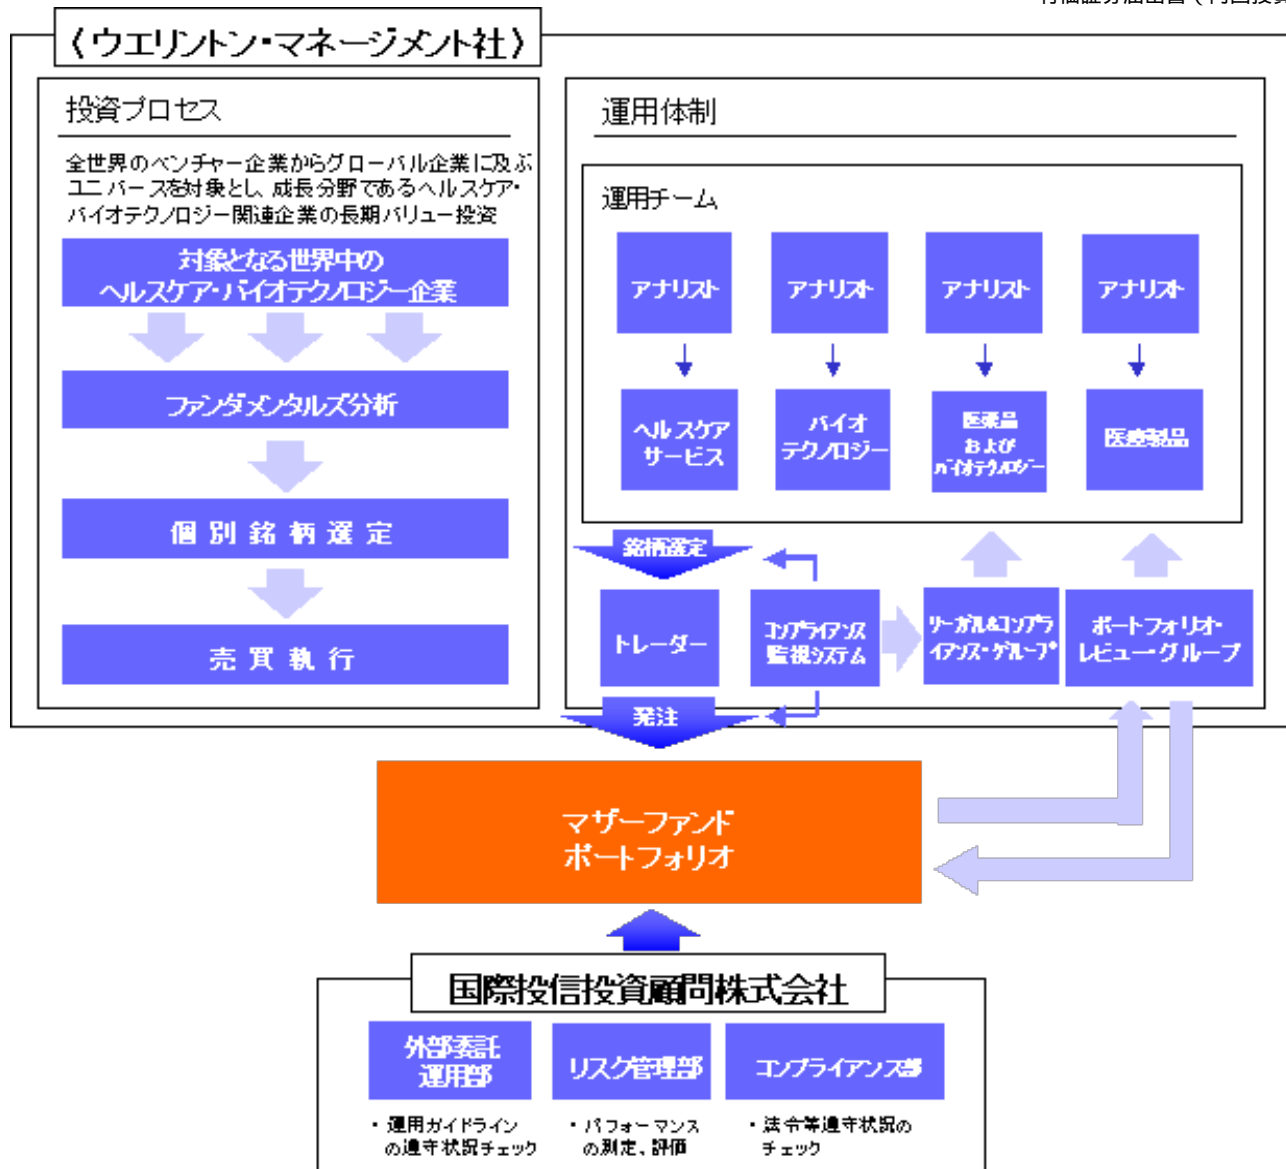 〈ウエリントン・マネージメント社〉
投資プロセス
全世界のベンチャー企業からグローバル企業に及ぶ
ユニバースを対象とし、成長分野であるヘルスケア・
バイオテクノロジー関連企業の長期バリュー投資
対象となる世界中の
ヘルスケア・バイオテクノロジー企業
ファンダメンタルズ分析
個別銘柄選定
売買執行
運用体制
運用チーム
アナリスト
アナリスト
アナリスト
アナリスト
ヘルスケア
サービス
バイオ
テクノロジー
医薬品
および
バイオテクノロジー
医療製品
銘柄選定
トレーダー
コンプライアンス
監視システム
リーガル&コンプラ
イアンス・グループ
ポートフォリオ・
レビュー・グループ
発注
マザーファンド
ポートフォリオ
国際投信投資顧問株式会社
外部委託
運用部
リスク管理部
コンプライアンス部
・運用ガイドライン
の遵守状況チェック
・パフォーマンス
の測定、評価
・法令等遵守状況の
チェック